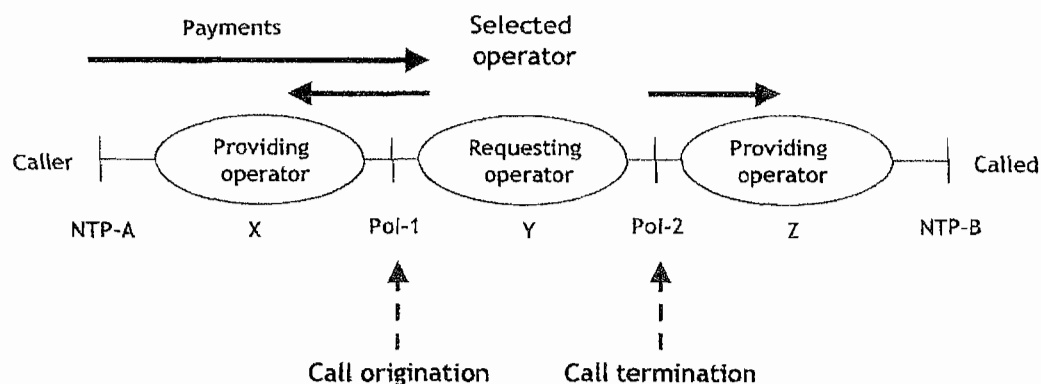 Payments
Selected
operator
Caller
Providing
operator
Requesting
operator
Providing
operator
Called
NTP-A
X
PoI-1
Y
PoI-2
Z
NTP-B
Call origination
Call termination